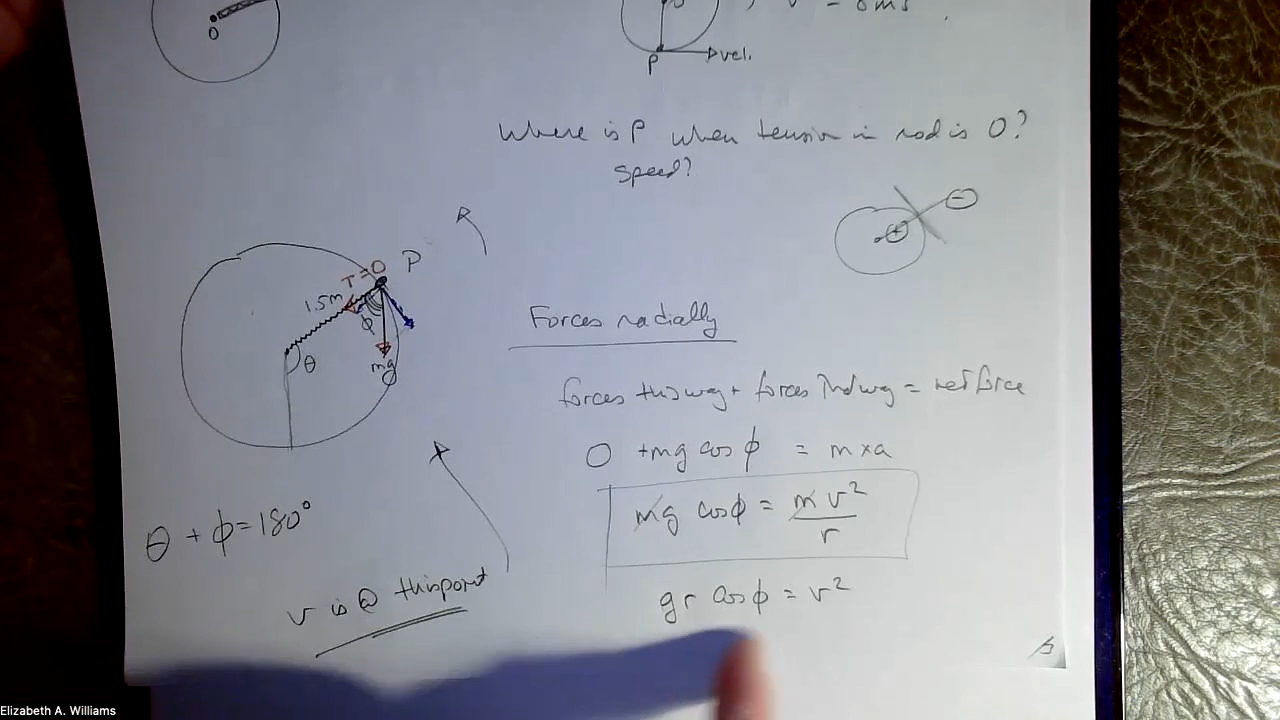 O
P
vel.
Where is P when tension in rod is 0?
speed?
P
T=0
1.5m
ϕ
θ
mg
Forces radially
forces this way + forces that way = net force
0 + mg cos ϕ = m x a
mg cos ϕ = m v² / r
θ + ϕ = 180°
v is @ this point
gr cos ϕ = v²
Elizabeth A. Williams